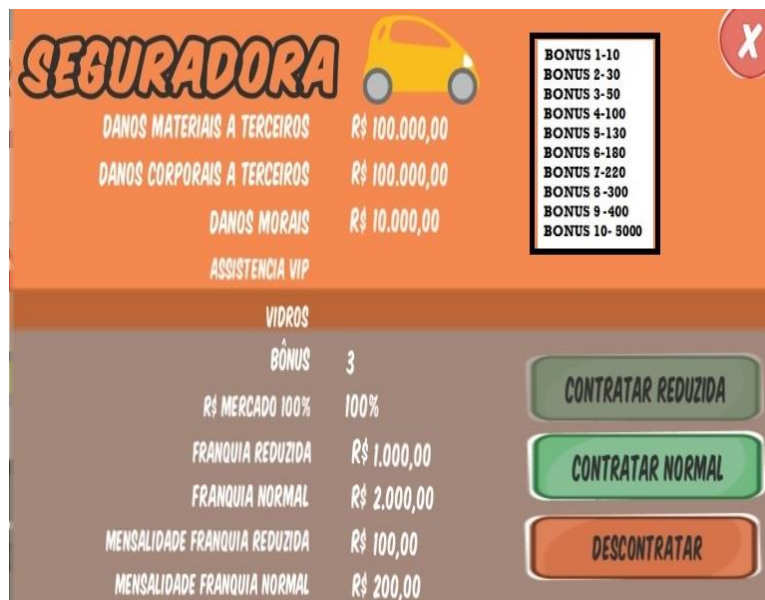 SEGURADORA
X
DANOS MATERIAIS A TERCEIROS R$ 100.000,00
DANOS CORPORAIS A TERCEIROS R$ 100.000,00
DANOS MORAIS R$ 10.000,00
ASSISTENCIA VIP
VIDROS
BÔNUS 3
R$ MERCADO 100% 100%
FRANQUIA REDUZIDA R$ 1.000,00
FRANQUIA NORMAL R$ 2.000,00
MENSALIDADE FRANQUIA REDUZIDA R$ 100,00
MENSALIDADE FRANQUIA NORMAL R$ 200,00
BONUS 1-10
BONUS 2-30
BONUS 3-50
BONUS 4-100
BONUS 5-130
BONUS 6-180
BONUS 7-220
BONUS 8 -300
BONUS 9 -400
BONUS 10- 5000
CONTRATAR REDUZIDA
CONTRATAR NORMAL
DESCONTRATAR